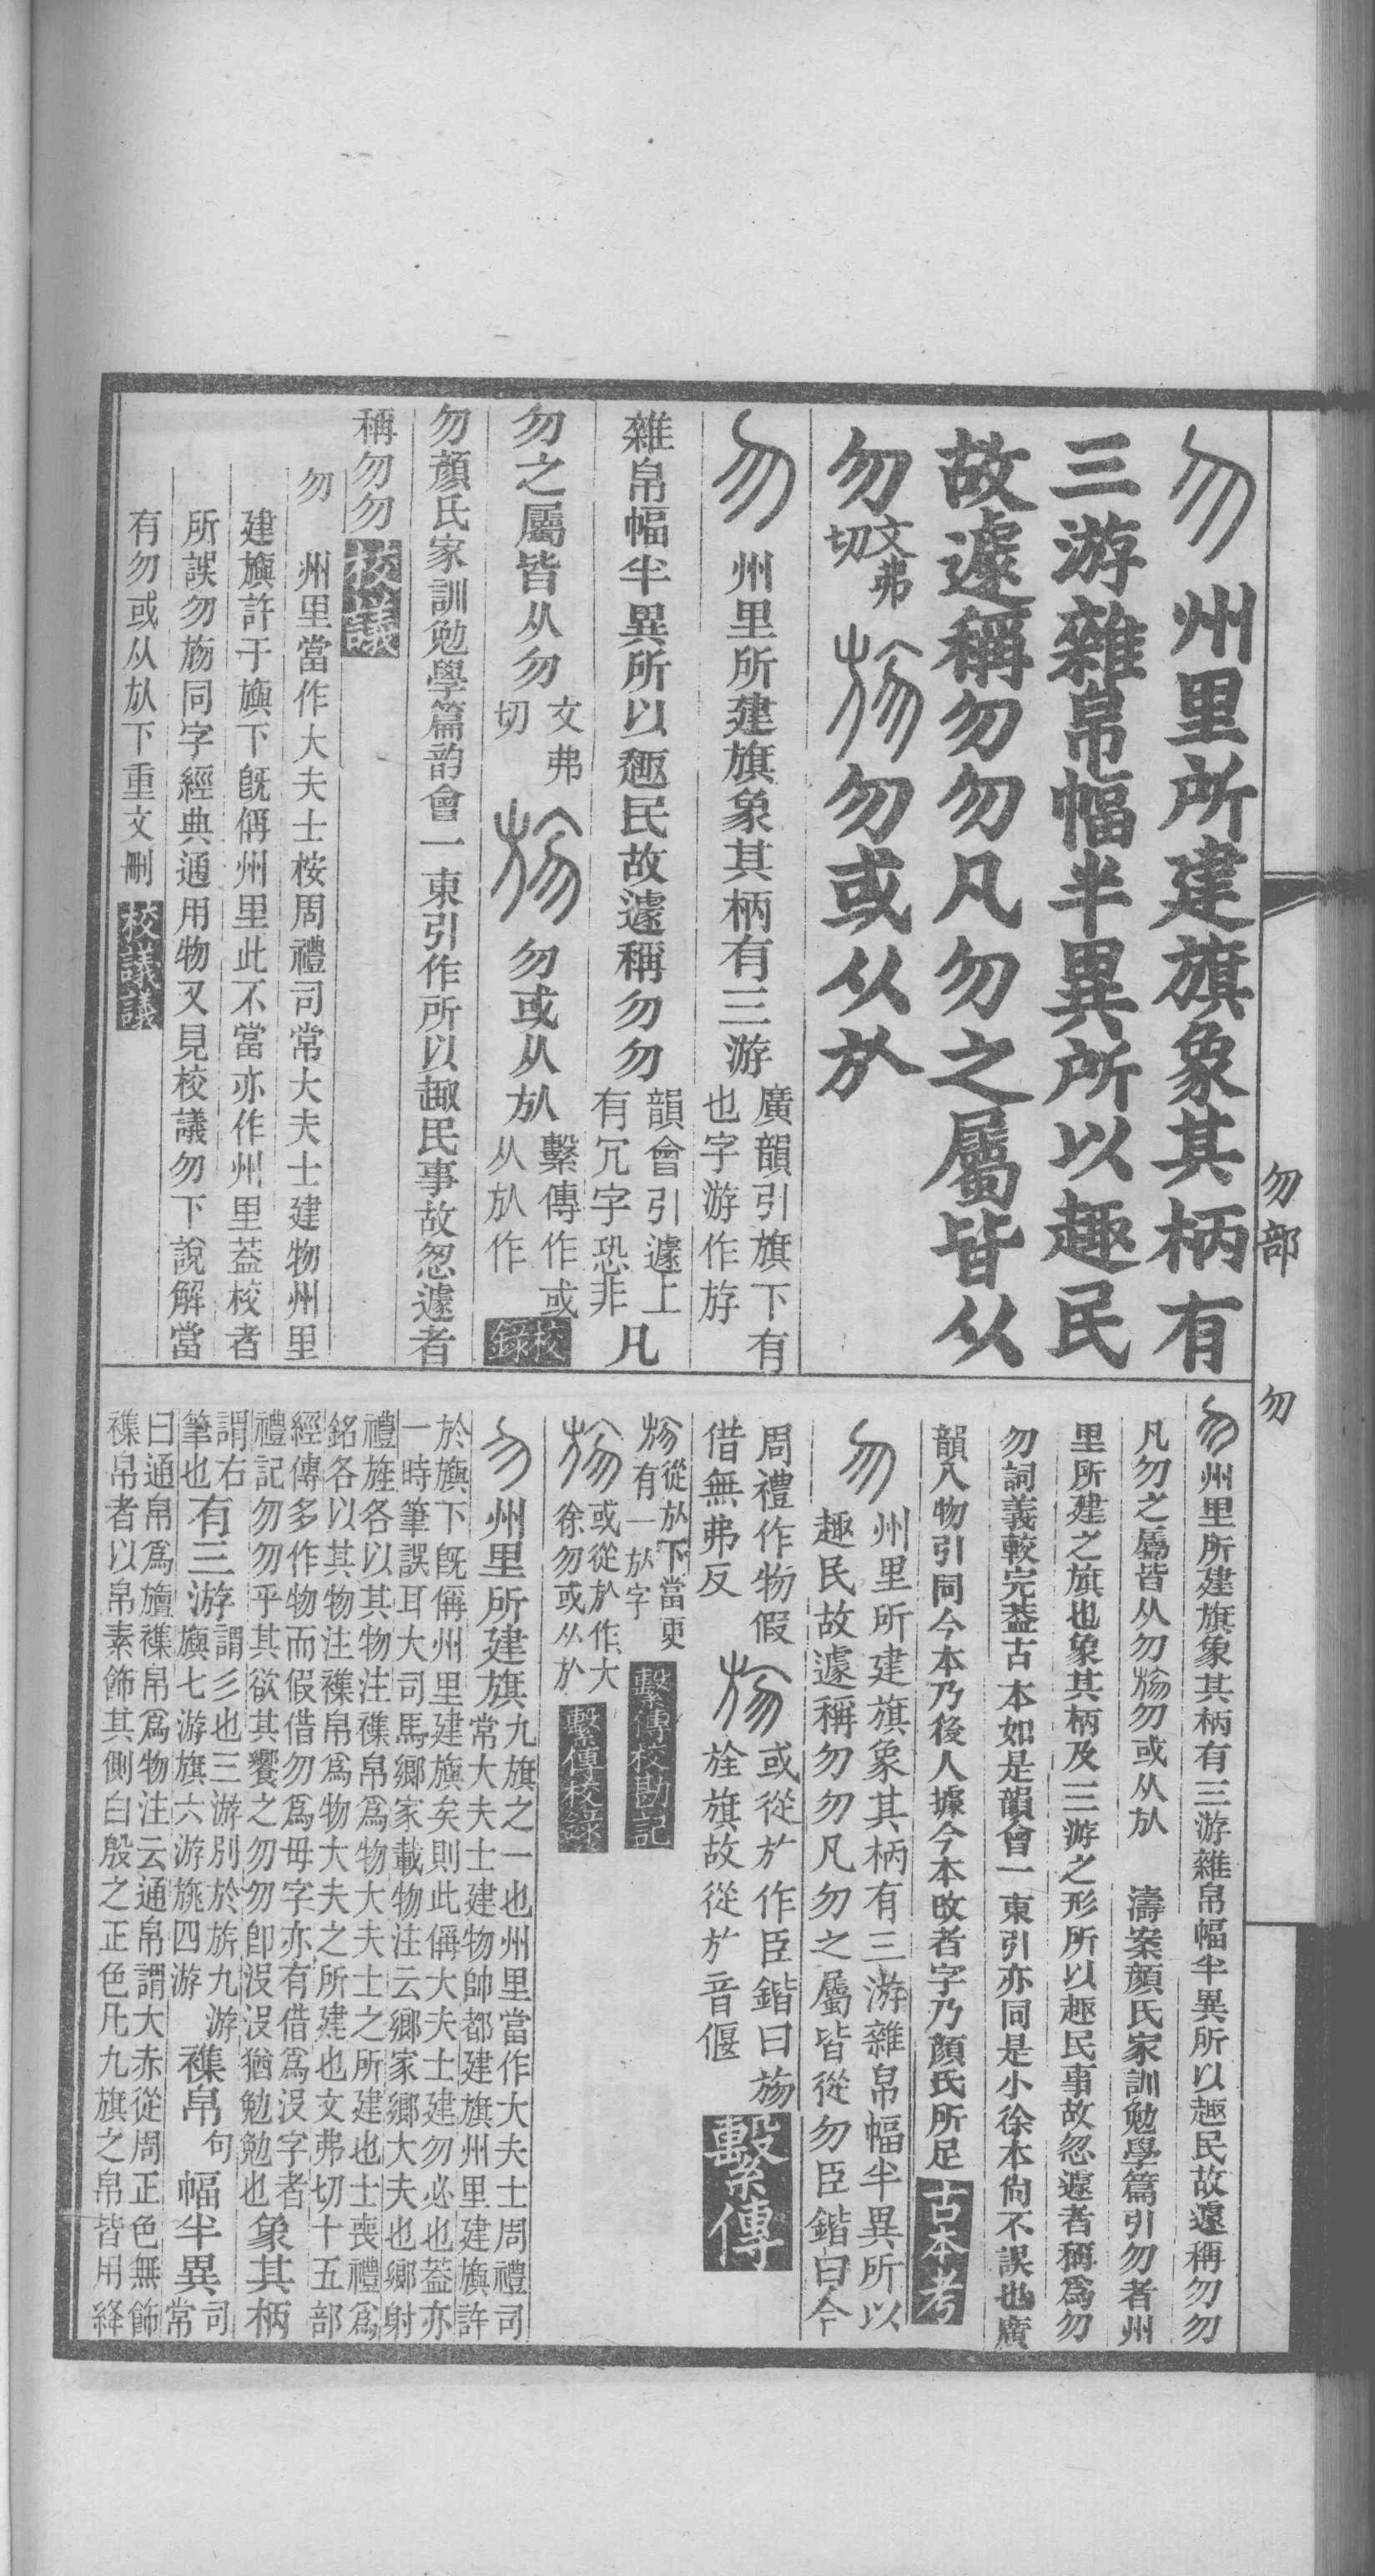 勿部
勿
勿 州里所建旗象其柄有
三游雜帛幅半異所以趣民
故遽稱勿勿凡勿之屬皆从
勿文弗切 㫚勿或从㫃
勿 州里所建旗象其柄有三游廣韻引旗下有也字游作斿
雜帛幅半異所以趣民故遽稱勿勿韻會引遽上有冗字恐非凡
勿之屬皆从勿文弗切 勿或从㫃繫傳作或从㫃作 校錄
勿顏氏家訓勉學篇韵會一東引作所以趣民事故怱遽者
稱勿勿 校議
勿 州里當作大夫士桉周禮司常大夫士建物州里
建旟許于旟下旣偁州里此不當亦作州里葢校者
所誤勿㫚同字經典通用物又見校議勿下說解當
有勿或从㫃下重文刪 校議議
勿州里所建旗象其柄有三游雜帛幅半異所以趣民故遽稱勿勿
凡勿之屬皆从勿 勿或从㫃 濤案顏氏家訓勉學篇引勿者州
里所建之旗也象其柄及三游之形所以趣民事故怱遽者稱爲勿
勿詞義較完葢古本如是韻會一東引亦同是小徐本尙不誤也廣
韻八物引同今本乃後人據今本改者字乃顏氏所足 古本考
勿 州里所建旗象其柄有三游雜帛幅半異所以
趣民故遽稱勿勿凡勿之屬皆從勿臣鍇曰今
周禮作物假借無弗反 或從㫃作臣鍇曰㫚旌旗故從㫃音偃 繫傳
從㫃下當更有一㫃字 繫傳校勘記
或從㫃作大徐勿或从㫃 繫傳校錄
勿州里所建旗九旗之一也州里當作大夫士周禮司常大夫士建物帥都建旗州里建旟許
於旟下旣偁州里建旟矣則此偁大夫士建勿必也葢亦一時筆誤耳大司馬鄉家載物注云鄉家鄉大夫也鄉射
禮旌各以其物注襍帛爲物大夫士之所建也士喪禮爲銘各以其物注襍帛爲物大夫之所建也文弗切十五部
經傳多作物而假借勿爲毋字亦有借爲沒字者禮記勿勿乎其欲其饗之勿勿卽沒沒猶勉勉也象其柄
謂右筆也有三游謂彡也三游別於旂九游旟七游旗六游旐四游襍帛句幅半異司常
曰通帛爲旜襍帛爲物注云通帛謂大赤從周正色無飾襍帛者以帛素飾其側白殷之正色凡九旗之帛皆用絳